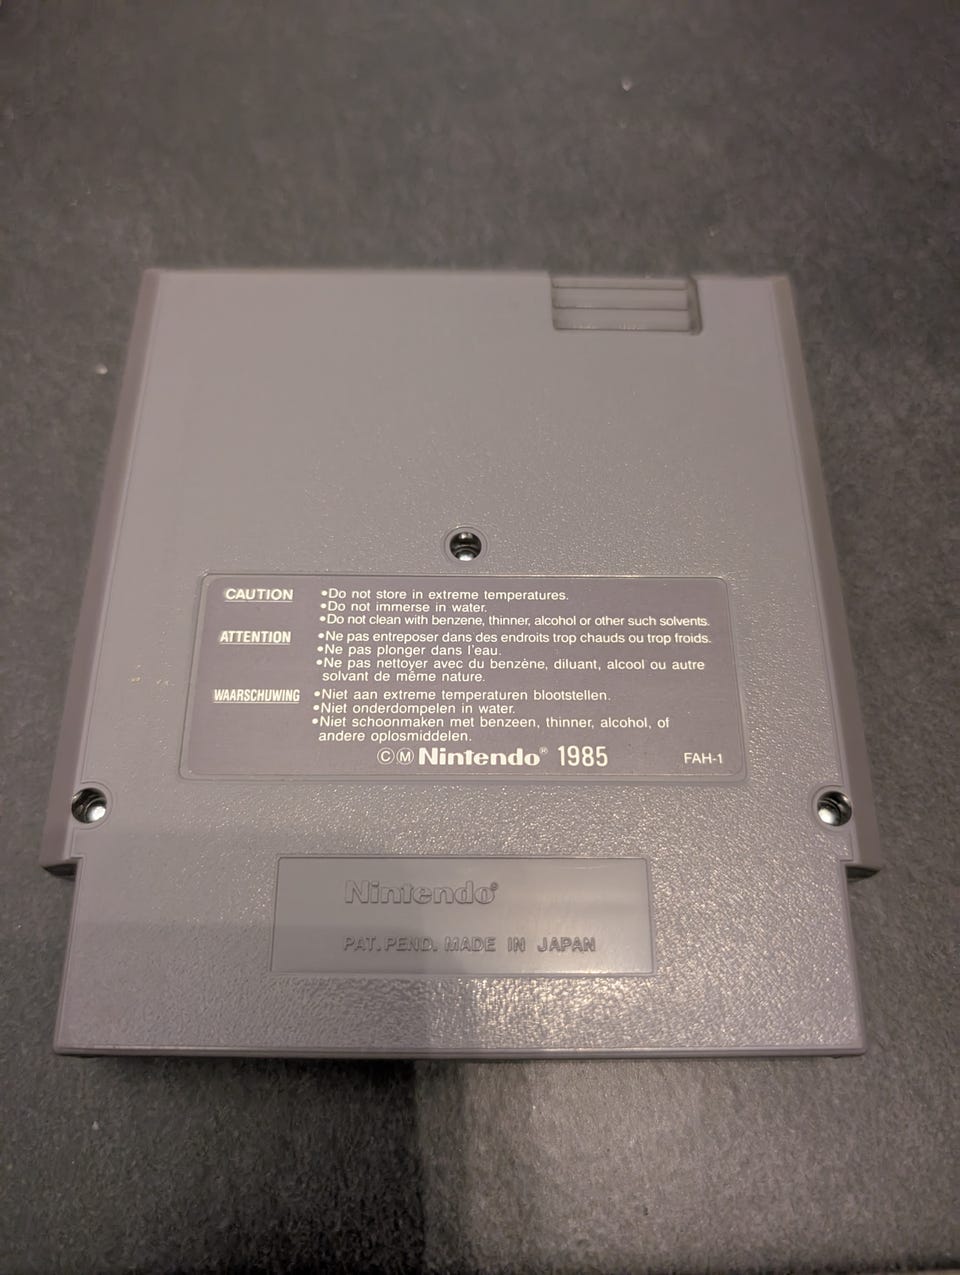 CAUTION •Do not store in extreme temperatures.
•Do not immerse in water.
•Do not clean with benzene, thinner, alcohol or other such solvents.
ATTENTION •Ne pas entreposer dans des endroits trop chauds ou trop froids.
•Ne pas plonger dans l'eau.
•Ne pas nettoyer avec du benzène, diluant, alcool ou autre
solvant de même nature.
WAARSCHUWING •Niet aan extreme temperaturen blootstellen.
•Niet onderdompelen in water.
•Niet schoonmaken met benzeen, thinner, alcohol, of
andere oplosmiddelen.
©Ⓜ Nintendo® 1985 FAH-1
Nintendo®
PAT. PEND. MADE IN JAPAN